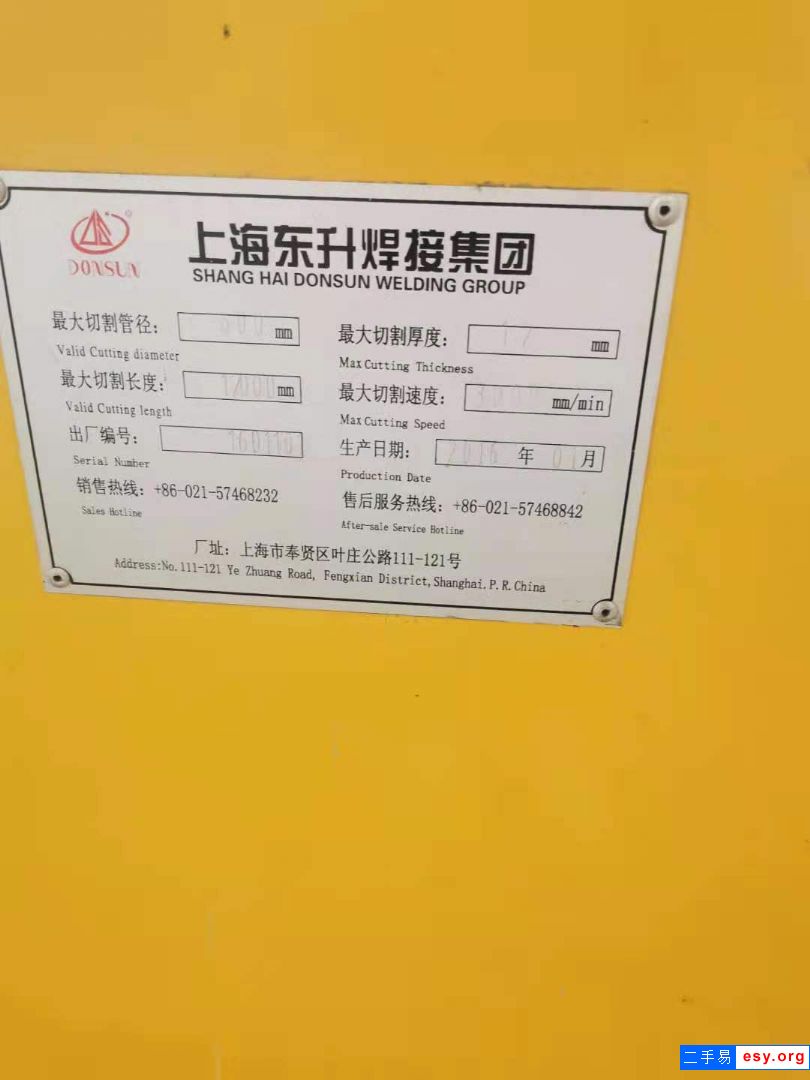 DONSUN
上海东升焊接集团
SHANG HAI DONSUN WELDING GROUP
最大切割管径: 600 mm
Valid Cutting diameter
最大切割厚度: mm
Max Cutting Thickness
最大切割长度: 12000 mm
Valid Cutting length
最大切割速度: mm/min
Max Cutting Speed
出厂编号:
Serial Number
生产日期: 2016 年 01 月
Production Date
销售热线: +86-021-57468232
Sales Hotline
售后服务热线: +86-021-57468842
After-sale Service Hotline
厂址: 上海市奉贤区叶庄公路111-121号
Address:No.111-121 Ye Zhuang Road, Fengxian District,Shanghai.P.R.China
二手易 esy.org